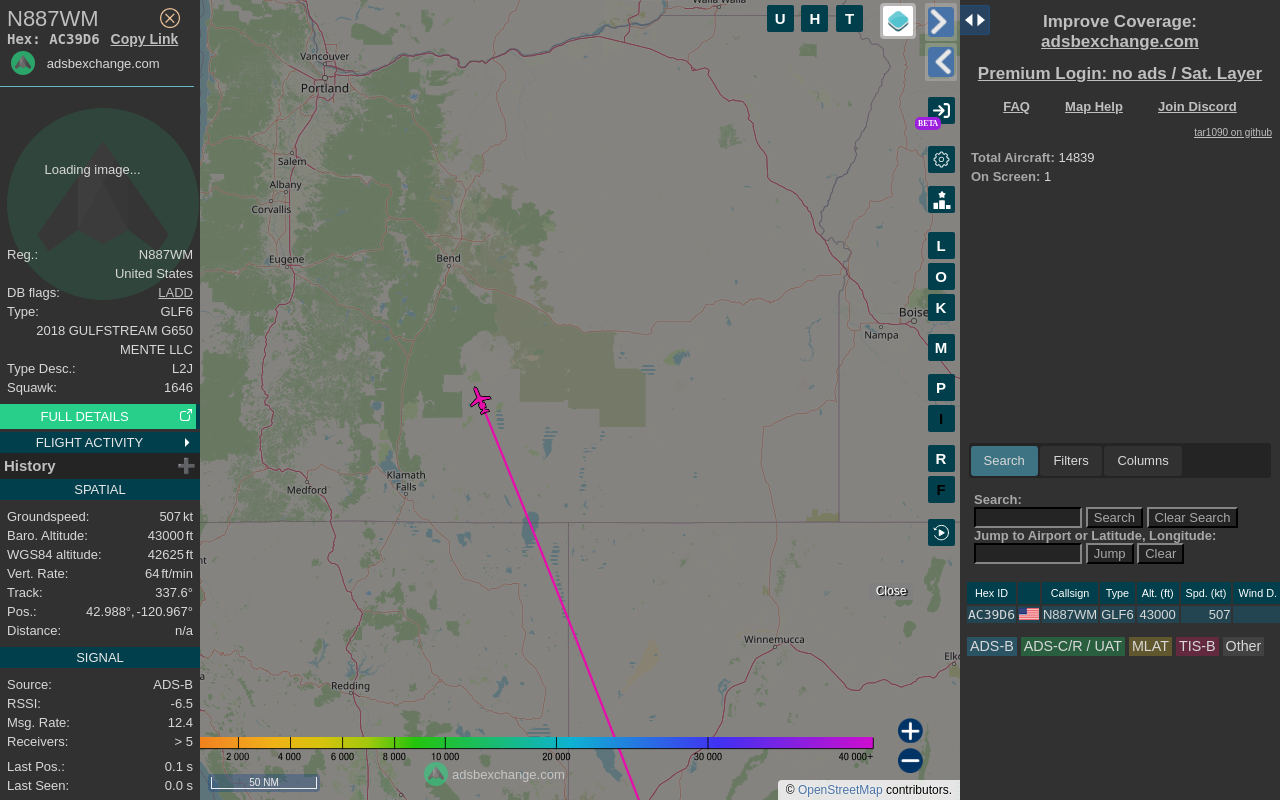 N887WM
Hex: AC39D6 Copy Link
adsbexchange.com
Loading image...
Reg.: N887WM
United States
DB flags: LADD
Type: GLF6
2018 GULFSTREAM G650
MENTE LLC
Type Desc.: L2J
Squawk: 1646
FULL DETAILS
FLIGHT ACTIVITY
History
SPATIAL
Groundspeed: 507 kt
Baro. Altitude: 43000 ft
WGS84 altitude: 42625 ft
Vert. Rate: 64 ft/min
Track: 337.6°
Pos.: 42.988°, -120.967°
Distance: n/a
SIGNAL
Source: ADS-B
RSSI: -6.5
Msg. Rate: 12.4
Receivers: > 5
Last Pos.: 0.1 s
Last Seen: 0.0 s
Walla Walla
Vancouver
Portland
Salem
Albany
Corvallis
Eugene
Bend
Boise
Nampa
Klamath
Falls
Medford
Winnemucca
Elko
Redding
U H T
BETA
L
O
K
M
P
I
R
F
Close
2 000 4 000 6 000 8 000 10 000 20 000 30 000 40 000+
adsbexchange.com
50 NM
© OpenStreetMap contributors.
Improve Coverage:
adsbexchange.com
Premium Login: no ads / Sat. Layer
FAQ Map Help Join Discord
tar1090 on github
Total Aircraft: 14839
On Screen: 1
Search Filters Columns
Search:
Search Clear Search
Jump to Airport or Latitude, Longitude:
Jump Clear
Hex ID Callsign Type Alt. (ft) Spd. (kt) Wind D.
AC39D6 N887WM GLF6 43000 507
ADS-B ADS-C/R / UAT MLAT TIS-B Other